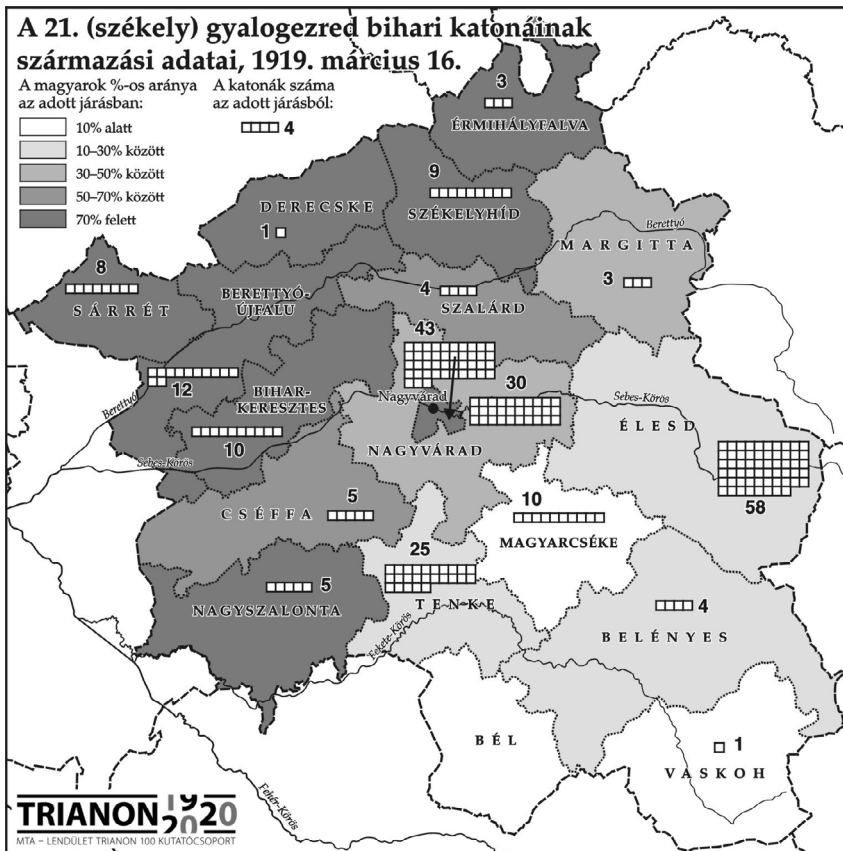 A 21. (székely) gyalogezred bihari katonáinak
származási adatai, 1919. március 16.
A magyarok %-os aránya
az adott járásban:
10% alatt
10–30% között
30–50% között
50–70% között
70% felett
A katonák száma
az adott járásból:
4
3
ÉRMIHÁLYFALVA
9
SZÉKELYHÍD
DERECSKE
1
Berettyó
MARGITTA
3
8
SÁRRÉT
BERETTYÓ-
ÚJFALU
4
SZALÁRD
43
12
Berettyó
BIHAR-
KERESZTES
10
Sebes-Körös
30
Nagyvárad
NAGYVÁRAD
Sebes-Körös
ÉLESD
58
CSÉFFA
5
10
MAGYARCSÉKE
25
TENKE
5
NAGYSZALONTA
Fekete-Körös
4
BELÉNYES
BÉL
1
VASKOH
Fehér-Körös
TRIANON 1920 2020
MTA – LENDÜLET TRIANON 100 KUTATÓCSOPORT